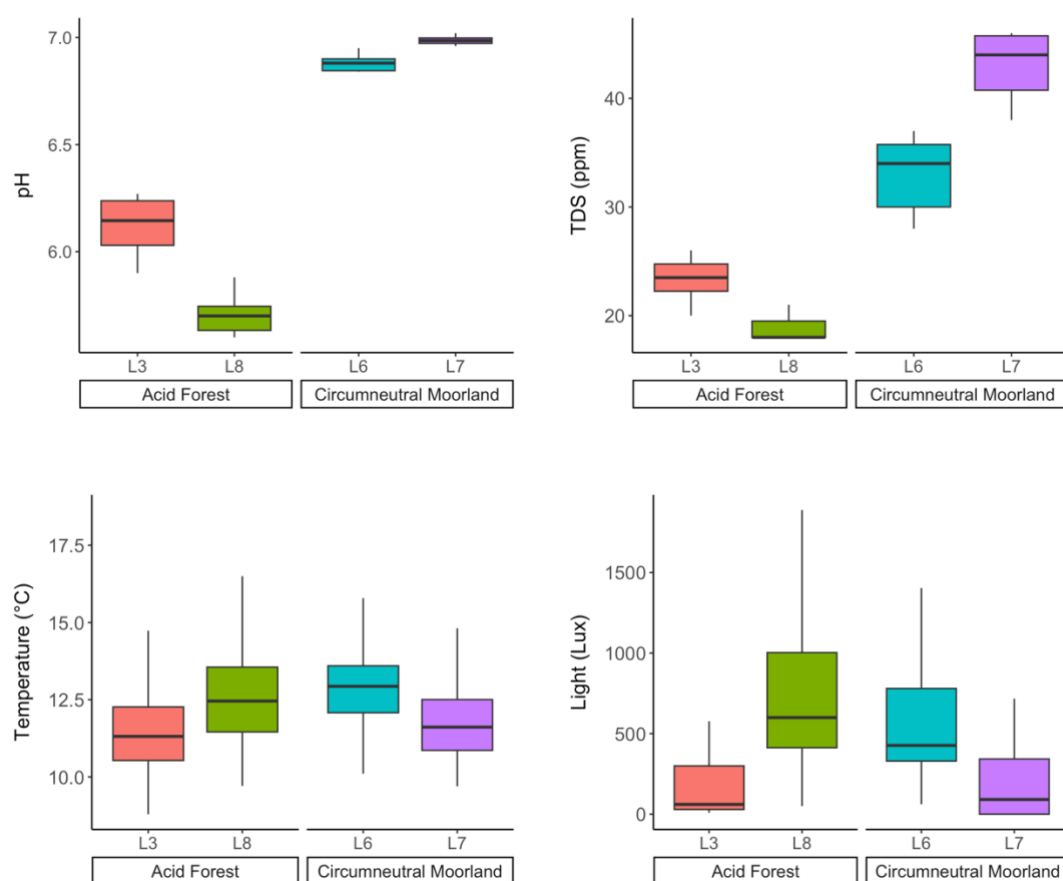 pH
7.0
6.5
6.0
L3
L8
L6
L7
Acid Forest
Circumneutral Moorland
TDS (ppm)
40
30
20
L3
L8
L6
L7
Acid Forest
Circumneutral Moorland
Temperature (°C)
17.5
15.0
12.5
10.0
L3
L8
L6
L7
Acid Forest
Circumneutral Moorland
Light (Lux)
1500
1000
500
0
L3
L8
L6
L7
Acid Forest
Circumneutral Moorland